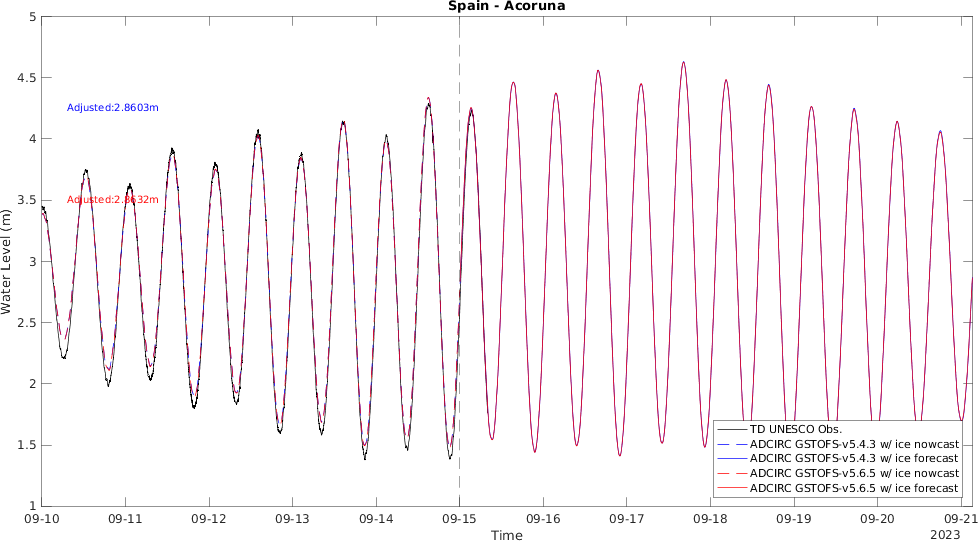 Spain - Acoruna
5
4.5
4
3.5
3
2.5
2
1.5
1
Water Level (m)
Adjusted:2.8603m
Adjusted:2.8632m
TD UNESCO Obs.
ADCIRC GSTOFS-v5.4.3 w/ ice nowcast
ADCIRC GSTOFS-v5.4.3 w/ ice forecast
ADCIRC GSTOFS-v5.6.5 w/ ice nowcast
ADCIRC GSTOFS-v5.6.5 w/ ice forecast
09-10 09-11 09-12 09-13 09-14 09-15 09-16 09-17 09-18 09-19 09-20 09-21
Time
2023